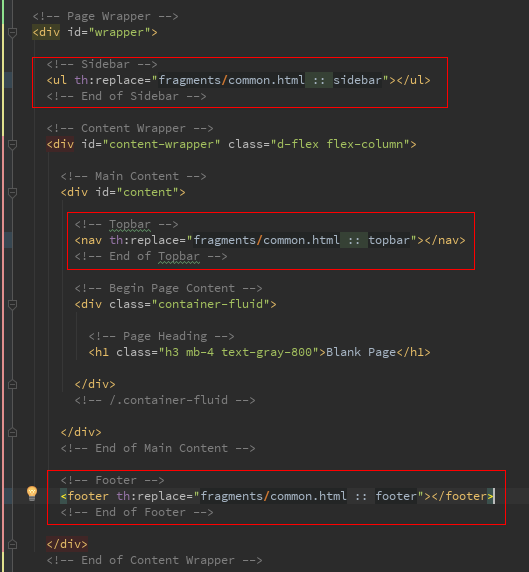 <!-- Page Wrapper -->
<div id="wrapper">
<!-- Sidebar -->
<ul th:replace="fragments/common.html :: sidebar"></ul>
<!-- End of Sidebar -->
<!-- Content Wrapper -->
<div id="content-wrapper" class="d-flex flex-column">
<!-- Main Content -->
<div id="content">
<!-- Topbar -->
<nav th:replace="fragments/common.html :: topbar"></nav>
<!-- End of Topbar -->
<!-- Begin Page Content -->
<div class="container-fluid">
<!-- Page Heading -->
<h1 class="h3 mb-4 text-gray-800">Blank Page</h1>
</div>
<!-- /.container-fluid -->
</div>
<!-- End of Main Content -->
<!-- Footer -->
<footer th:replace="fragments/common.html :: footer"></footer>
<!-- End of Footer -->
</div>
<!-- End of Content Wrapper -->